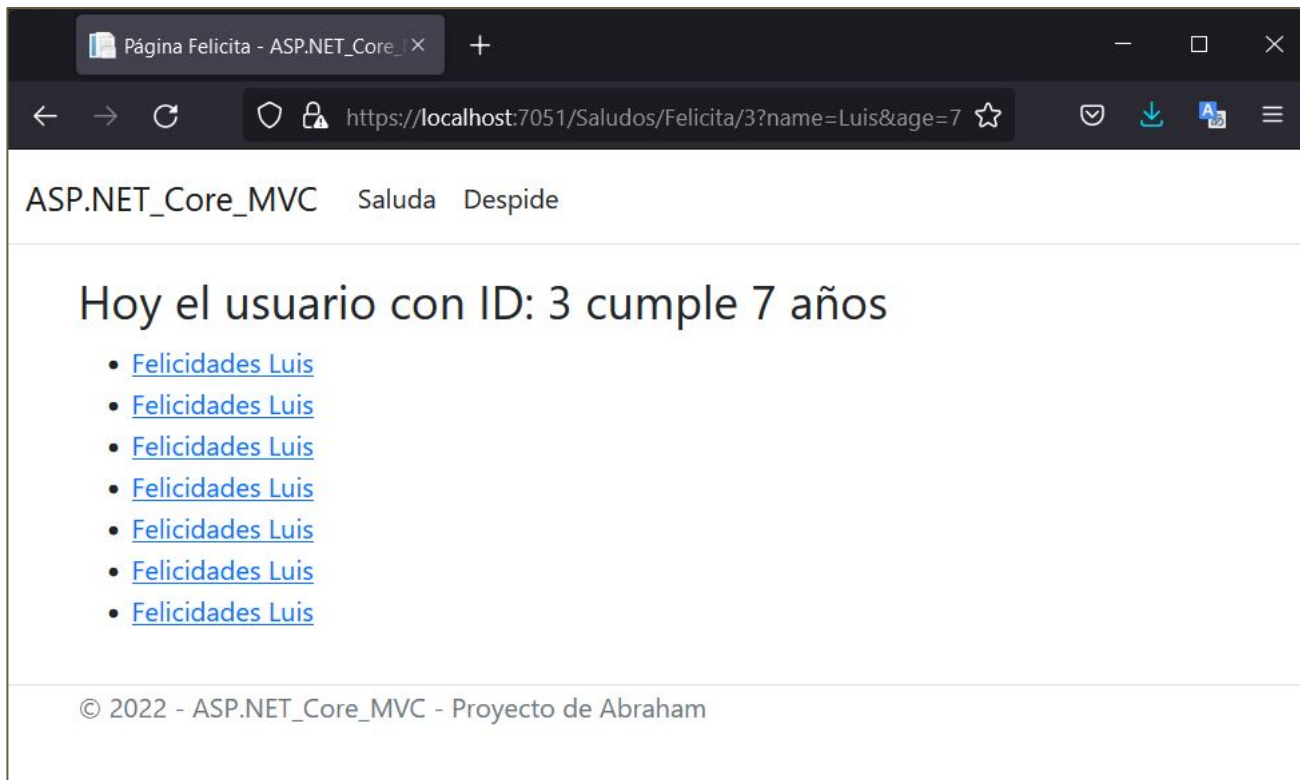 Página Felicita - ASP.NET_Core_
https://localhost:7051/Saludos/Felicita/3?name=Luis&age=7
ASP.NET_Core_MVC Saluda Despide
Hoy el usuario con ID: 3 cumple 7 años
Felicidades Luis
Felicidades Luis
Felicidades Luis
Felicidades Luis
Felicidades Luis
Felicidades Luis
Felicidades Luis
© 2022 - ASP.NET_Core_MVC - Proyecto de Abraham